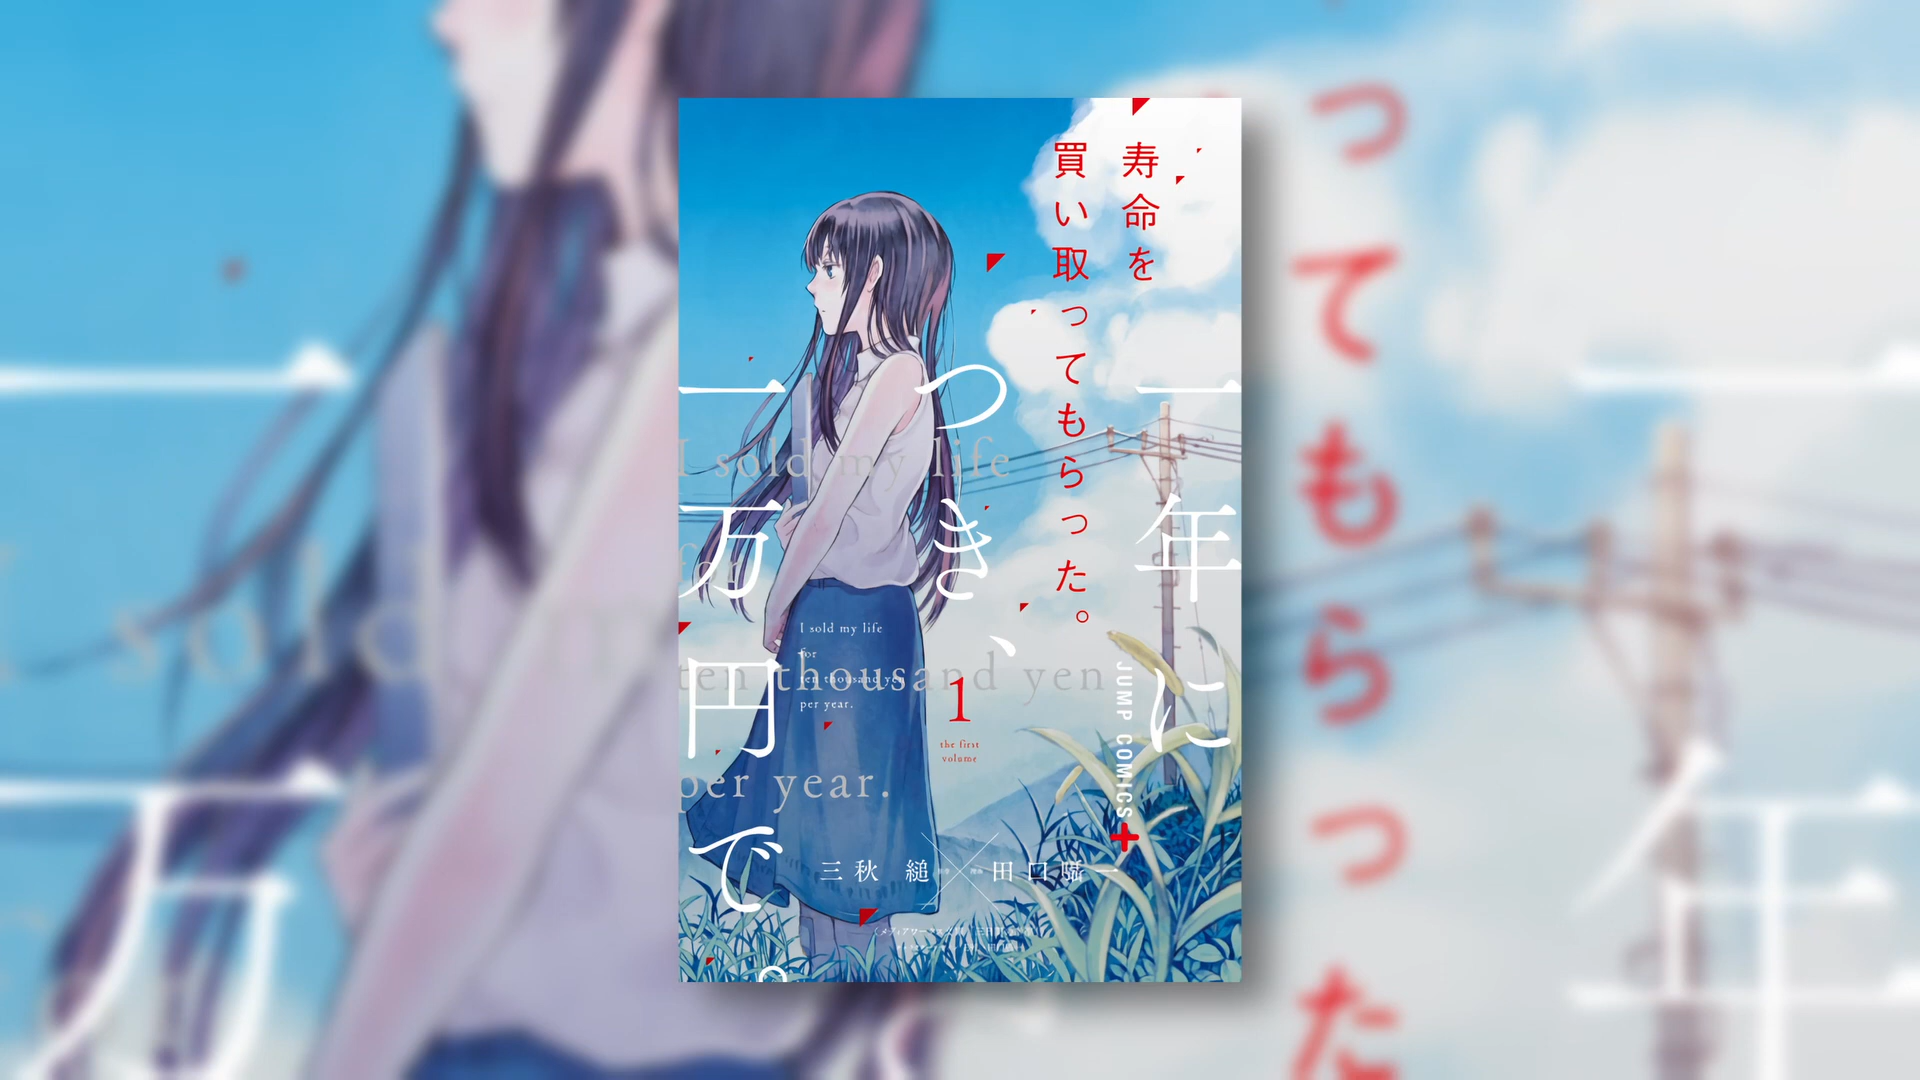 寿命を
買い取ってもらった。
一年に
つき、
一万円で。
I sold my life
for
ten thousand yen
per year.
I sold my life
for
ten thousand yen
per year.
1
the first
volume
JUMP COMICS+
三秋 縋×田口囁一